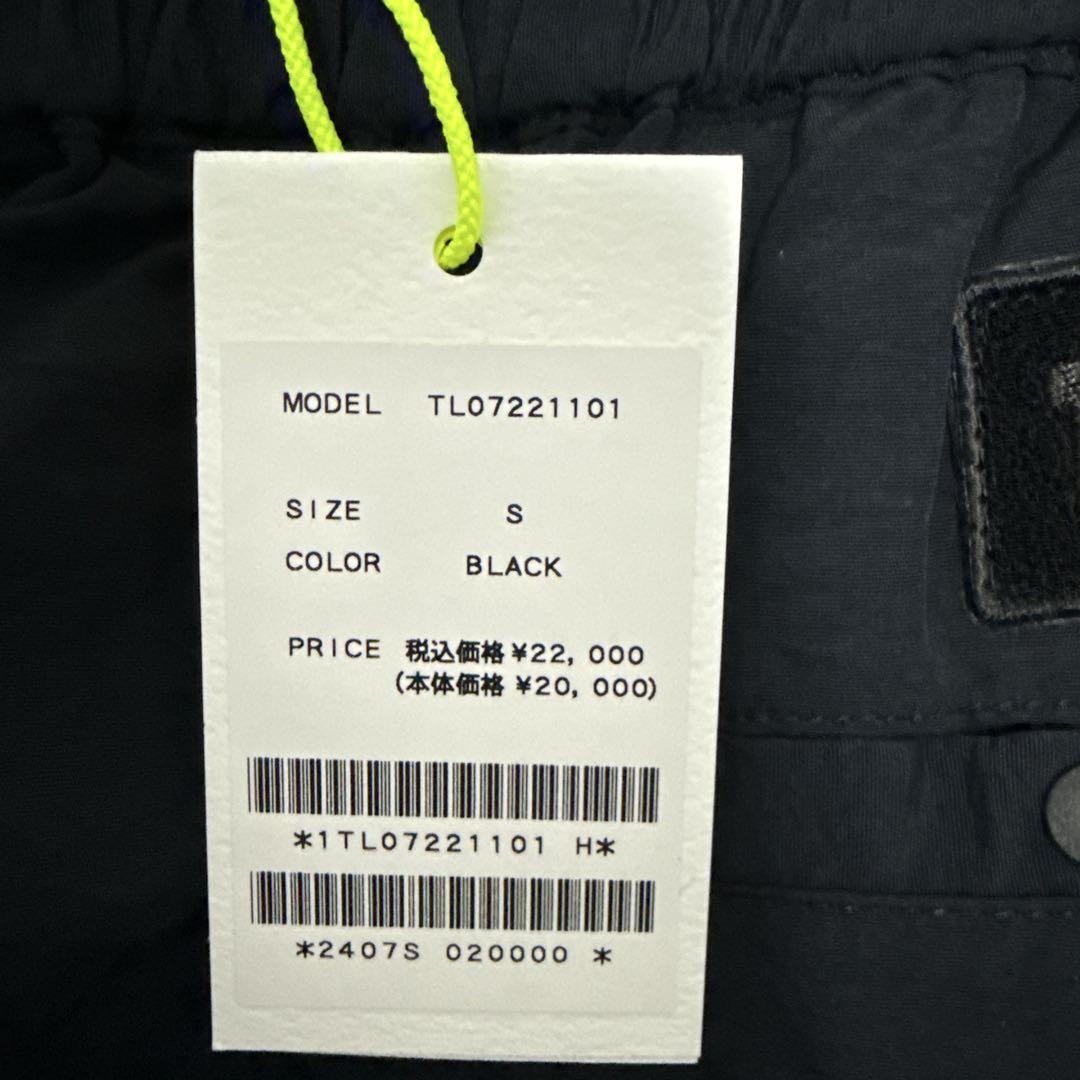 MODEL TL07221101
SIZE S
COLOR BLACK
PRICE 税込価格 ¥22, 000
(本体価格 ¥20, 000)
*1TL07221101 H*
*2407S 020000 *